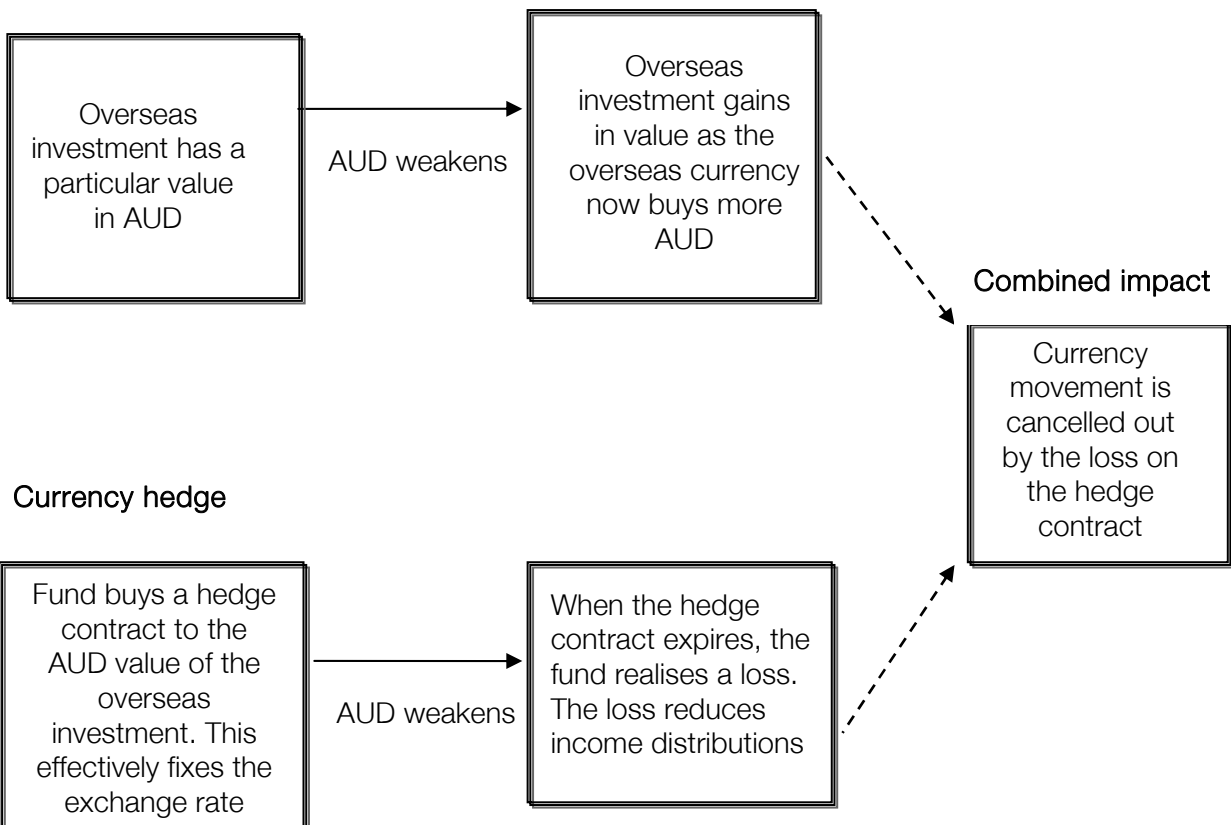 Overseas
investment has a
particular value
in AUD
AUD weakens
Overseas
investment gains
in value as the
overseas currency
now buys more
AUD
Combined impact
Currency
movement is
cancelled out
by the loss on
the hedge
contract
Currency hedge
Fund buys a hedge
contract to the
AUD value of the
overseas
investment. This
effectively fixes the
exchange rate
AUD weakens
When the hedge
contract expires, the
fund realises a loss.
The loss reduces
income distributions